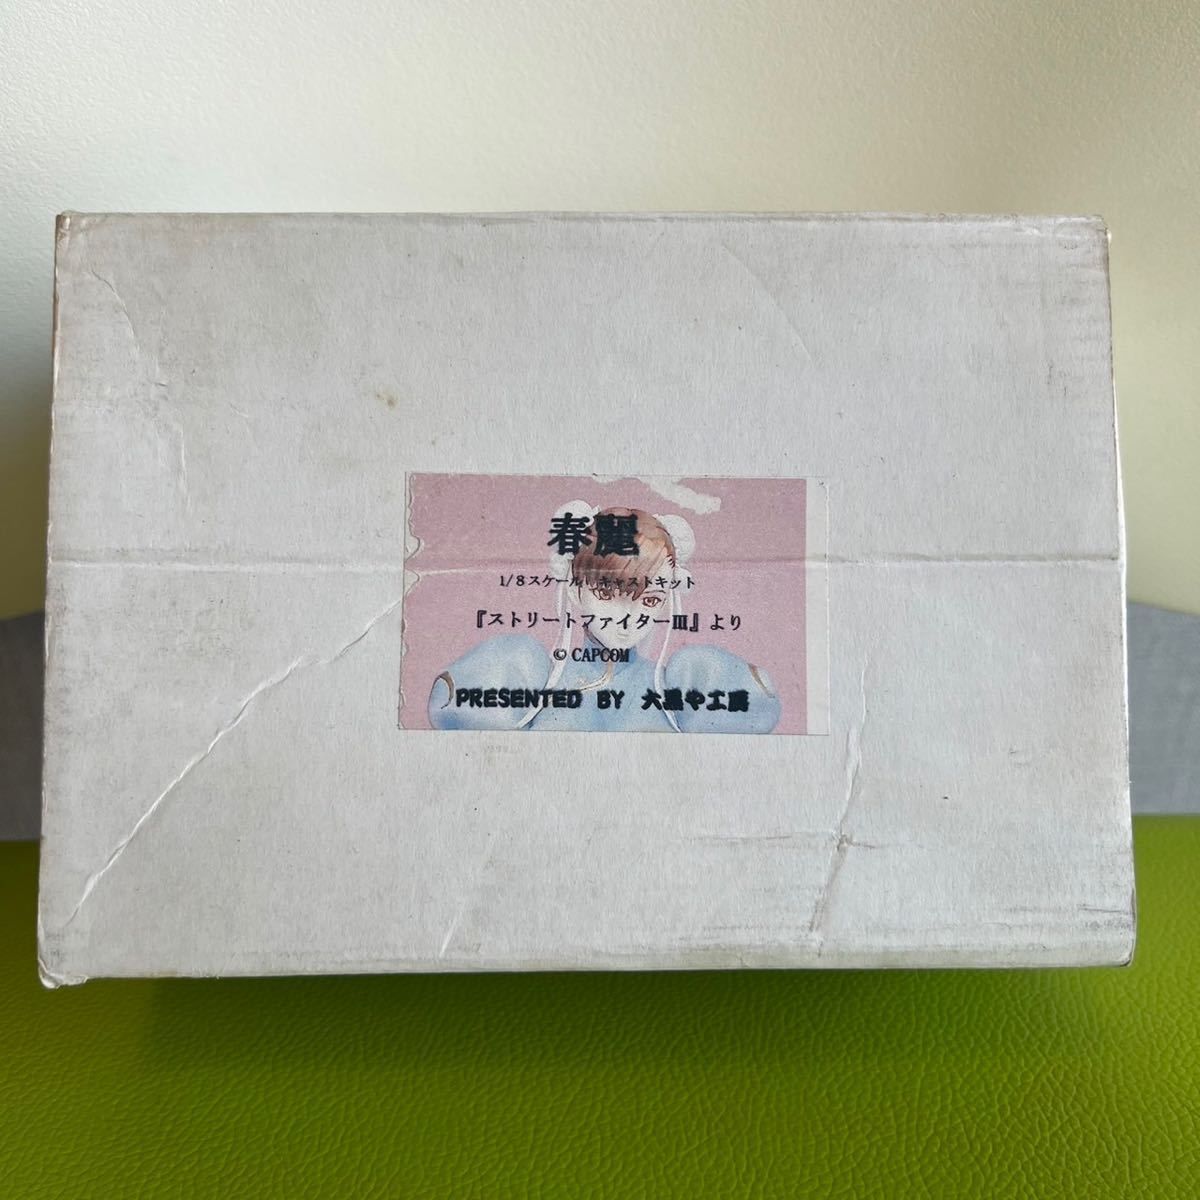 春麗
1/8スケール キャストキット
『ストリートファイターⅢ』より
© CAPCOM
PRESENTED BY 大黒や工房